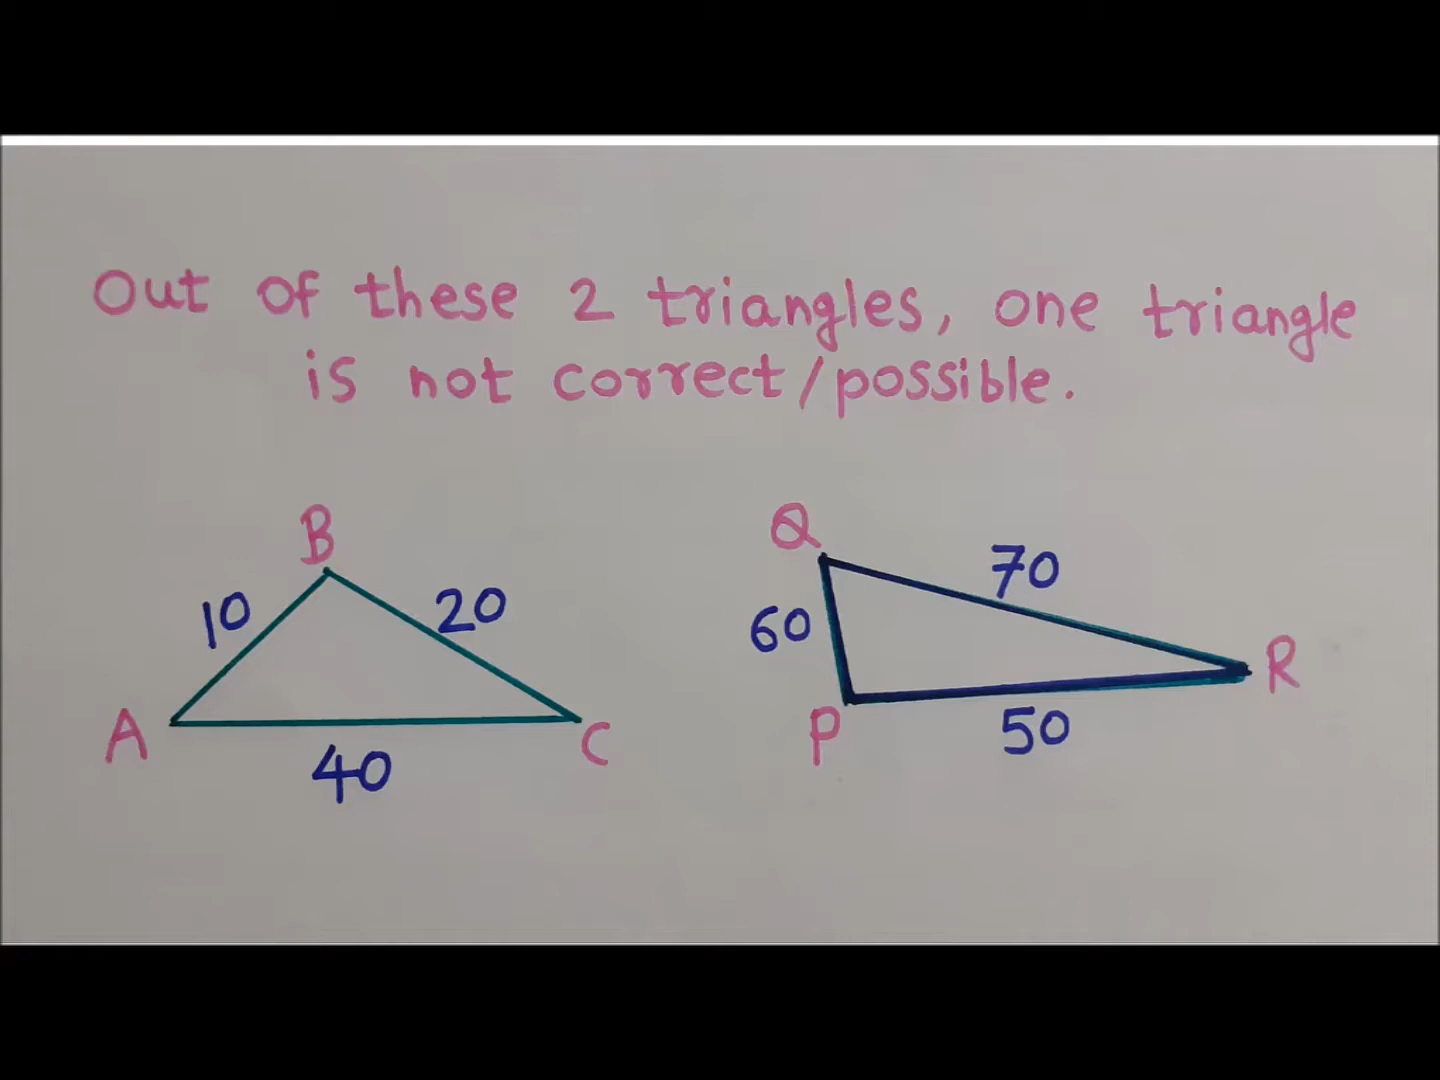 Out of these 2 triangles, one triangle
is not correct/possible.
B
10
20
A
C
40
Q
70
60
R
P
50